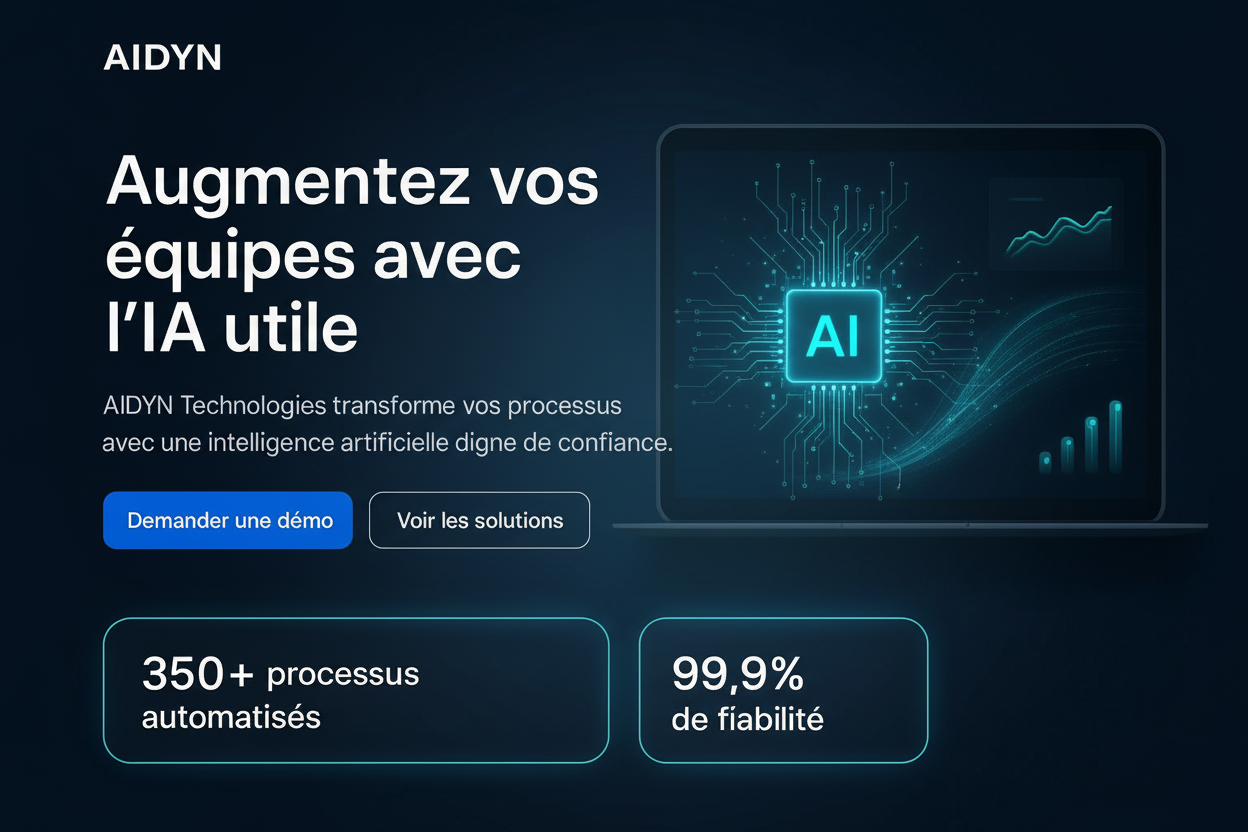 AIDYN
Augmentez vos
équipes avec
l’IA utile
AIDYN Technologies transforme vos processus
avec une intelligence artificielle digne de confiance.
Demander une démo
Voir les solutions
AI
350+ processus
automatisés
99,9%
de fiabilité